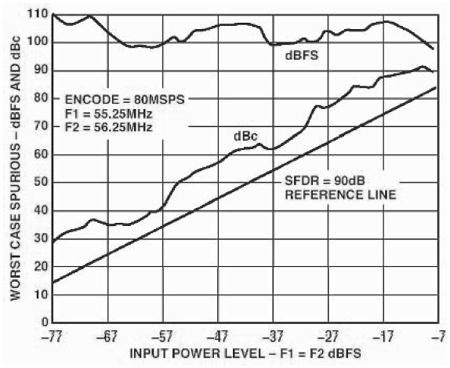 WORST CASE SPURIOUS – dBFS AND dBc
110
100
90
80
70
60
50
40
30
20
10
0
dBFS
ENCODE = 80MSPS
F1 = 55.25MHz
F2 = 56.25MHz
dBc
SFDR = 90dB
REFERENCE LINE
–77 –67 –57 –47 –37 –27 –17 –7
INPUT POWER LEVEL – F1 = F2 dBFS